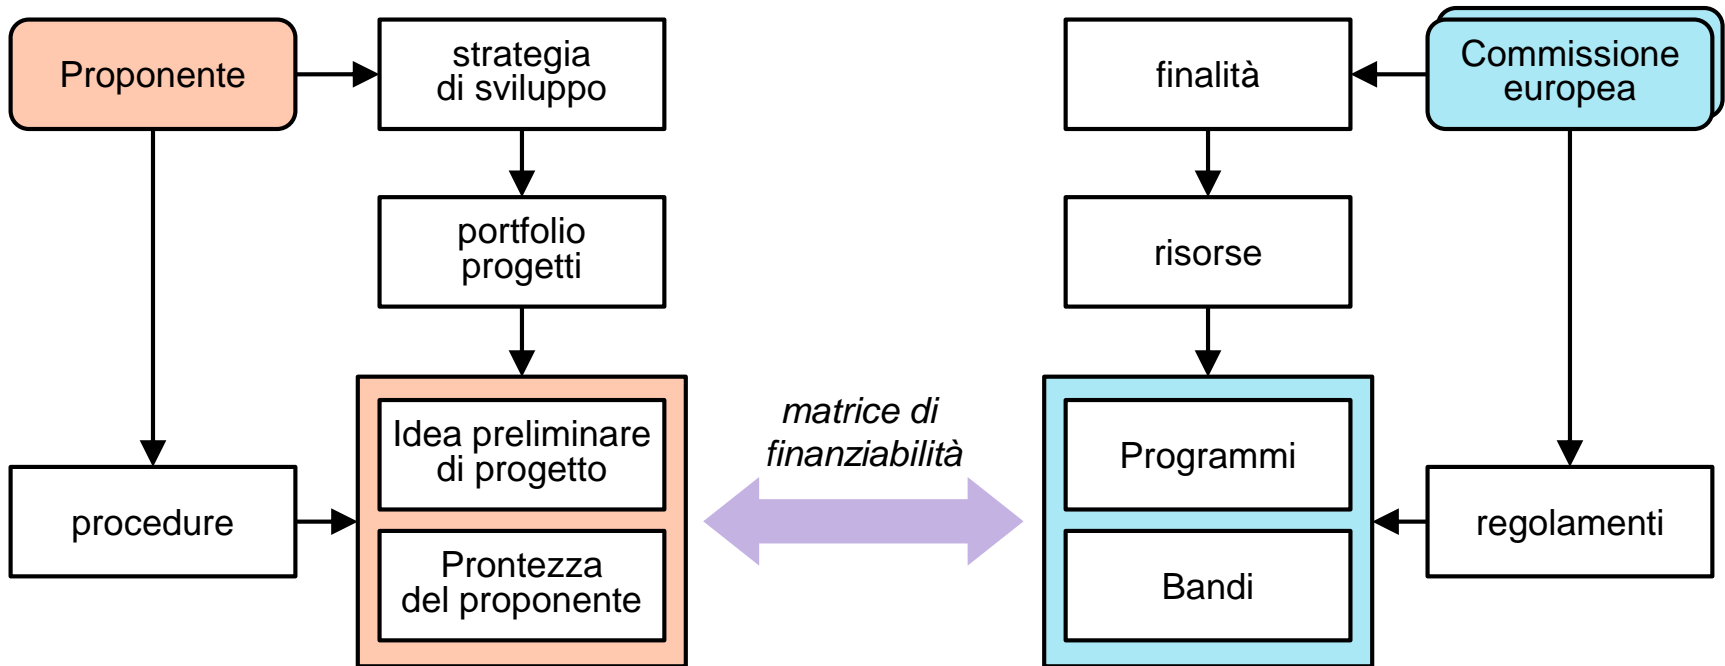 Proponente
strategia
di sviluppo
finalità
Commissione
europea
portfolio
progetti
risorse
Idea preliminare
di progetto
matrice di
finanziabilità
Programmi
procedure
Prontezza
del proponente
Bandi
regolamenti